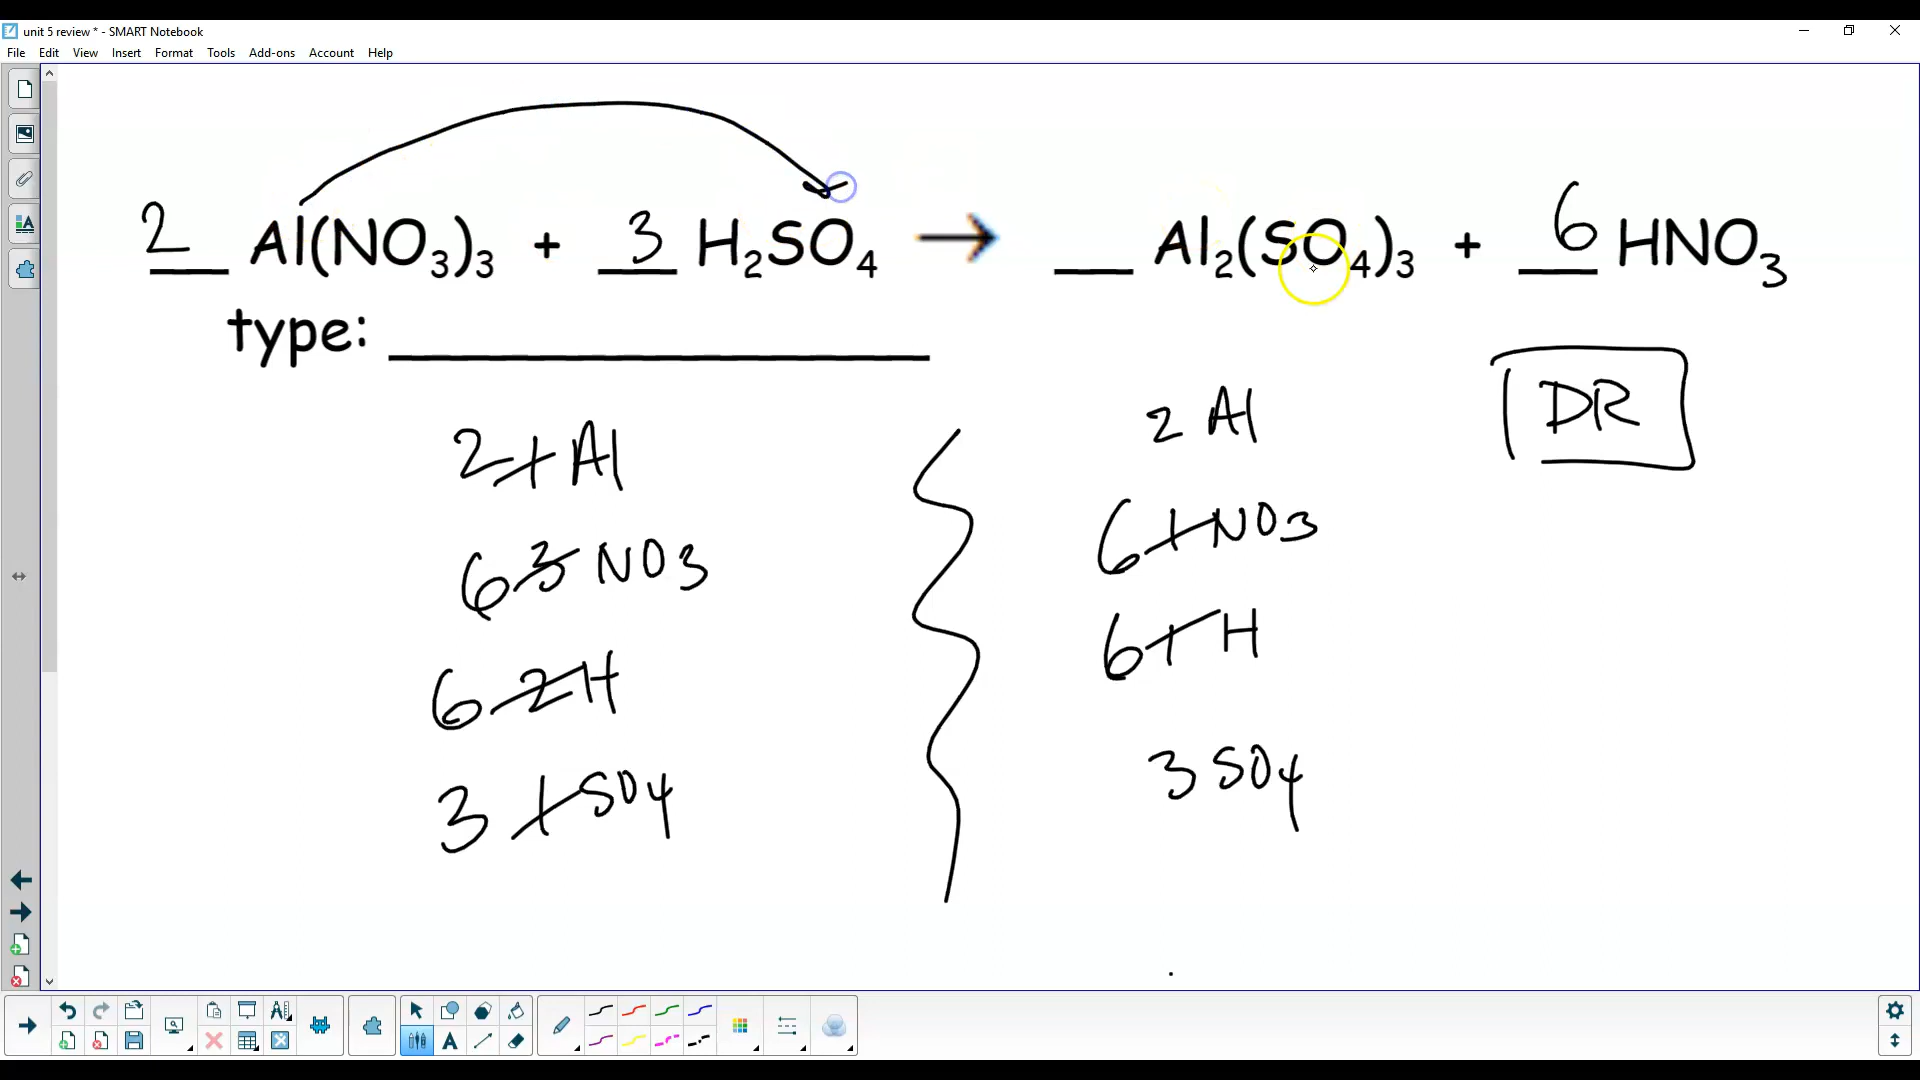 unit 5 review * - SMART Notebook
File Edit View Insert Format Tools Add-ons Account Help
2 Al(NO₃)₃ + 3 H₂SO₄ → ___ Al₂(SO₄)₃ + 6 HNO₃
type: ____________________
DR
2 1 Al
2 Al
6 3 NO3
6 1 NO3
6 2 H
6 1 H
3 1 SO4
3 SO4